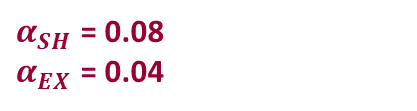 α_SH = 0.08
α_EX = 0.04